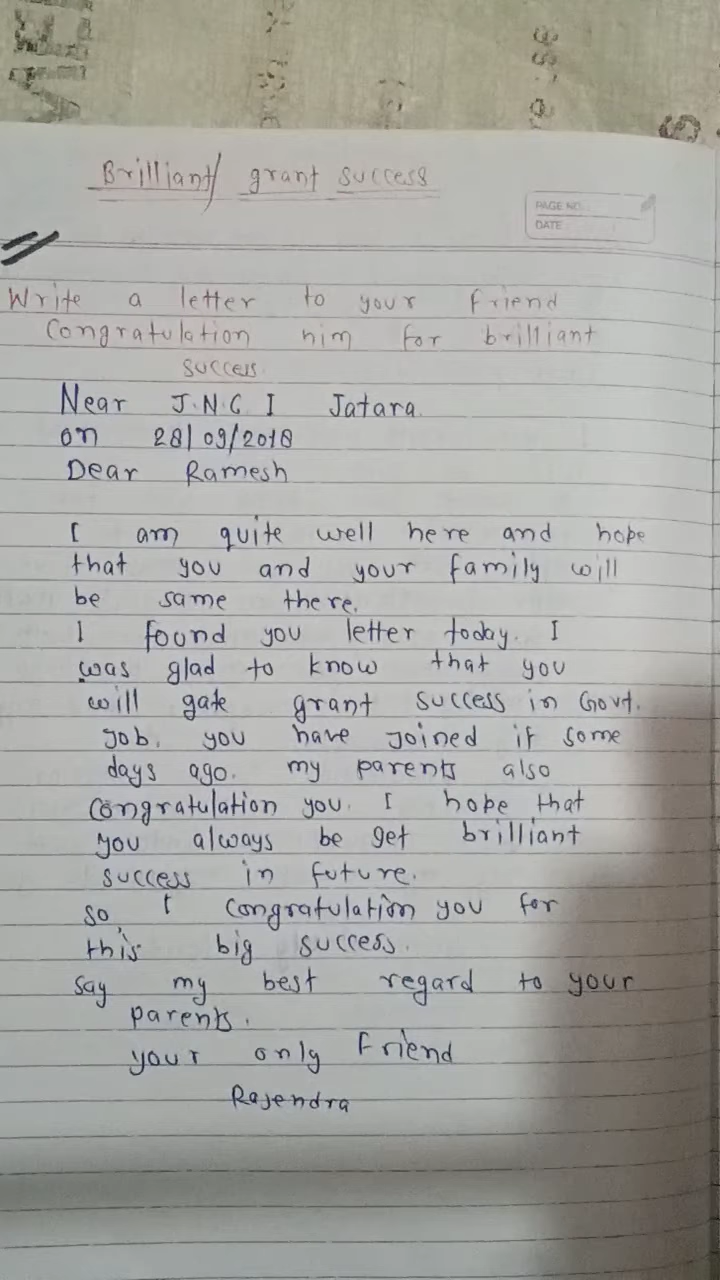 Brilliant/ grant success
PAGE NO.
DATE
Write a letter to your friend
Congratulation him for brilliant
success
Near J.N.C I Jatara.
on 28/09/2018
Dear Ramesh
I am quite well here and hope
that you and your family will
be same there.
I found you letter today. I
was glad to know that you
will gate grant success in Govt.
Job. you have joined it some
days ago. my parents also
congratulation you. I hope that
you always be get brilliant
success in future.
so, I congratulation you for
this big success.
say my best regard to your
parents.
your only friend
Rajendra